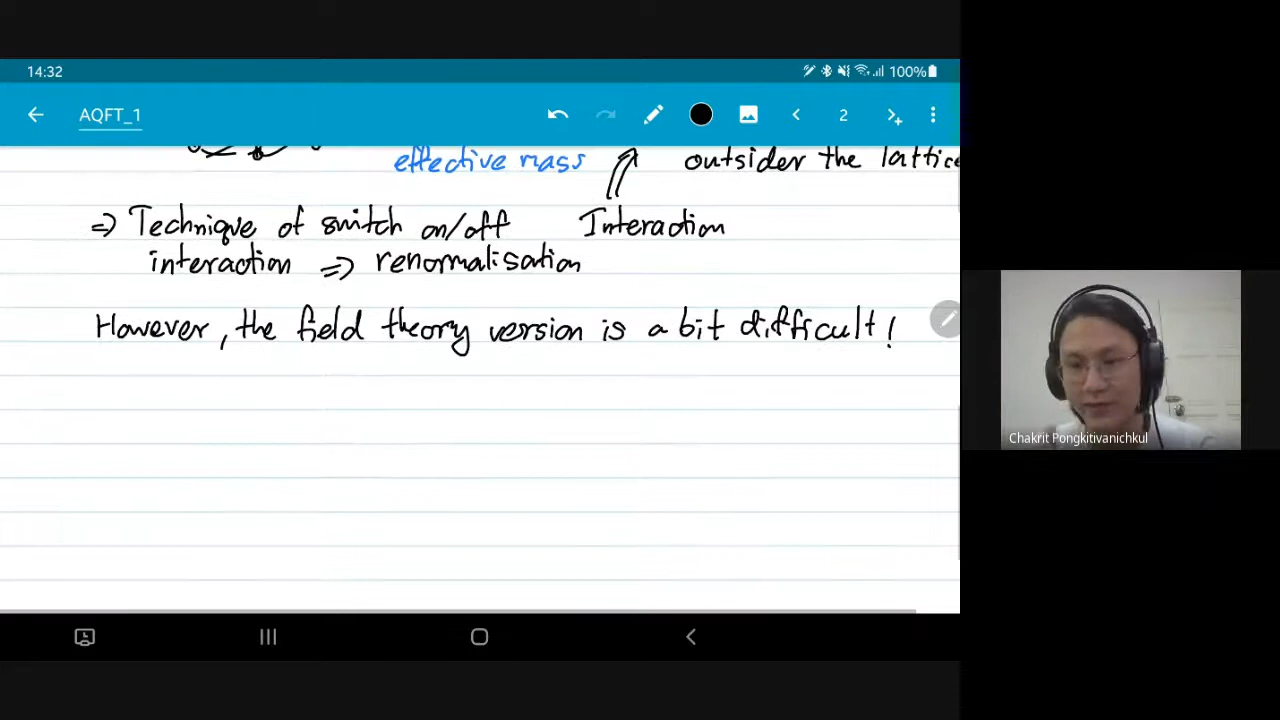 14:32
100%
AQFT_1
2
effective mass
outsider the lattice
⇒ Technique of switch on/off Interaction
interaction ⇒ renormalisation
However, the field theory version is a bit difficult!
Chakrit Pongkitivanichkul